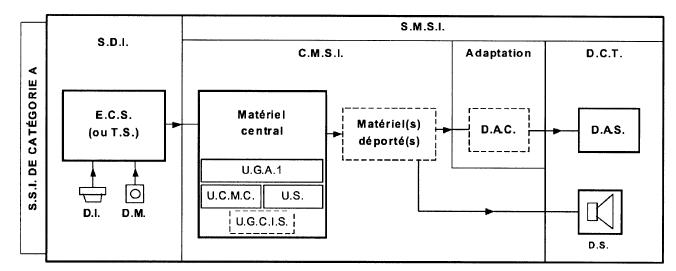 S.M.S.I.
S.D.I.
C.M.S.I.
Adaptation
D.C.T.
S.S.I. DE CATÉGORIE A
E.C.S.
(ou T.S.)
Matériel
central
Matériel(s)
déporté(s)
D.A.C.
D.A.S.
U.G.A.1
U.C.M.C.
U.S.
U.G.C.I.S.
D.I.
D.M.
D.S.